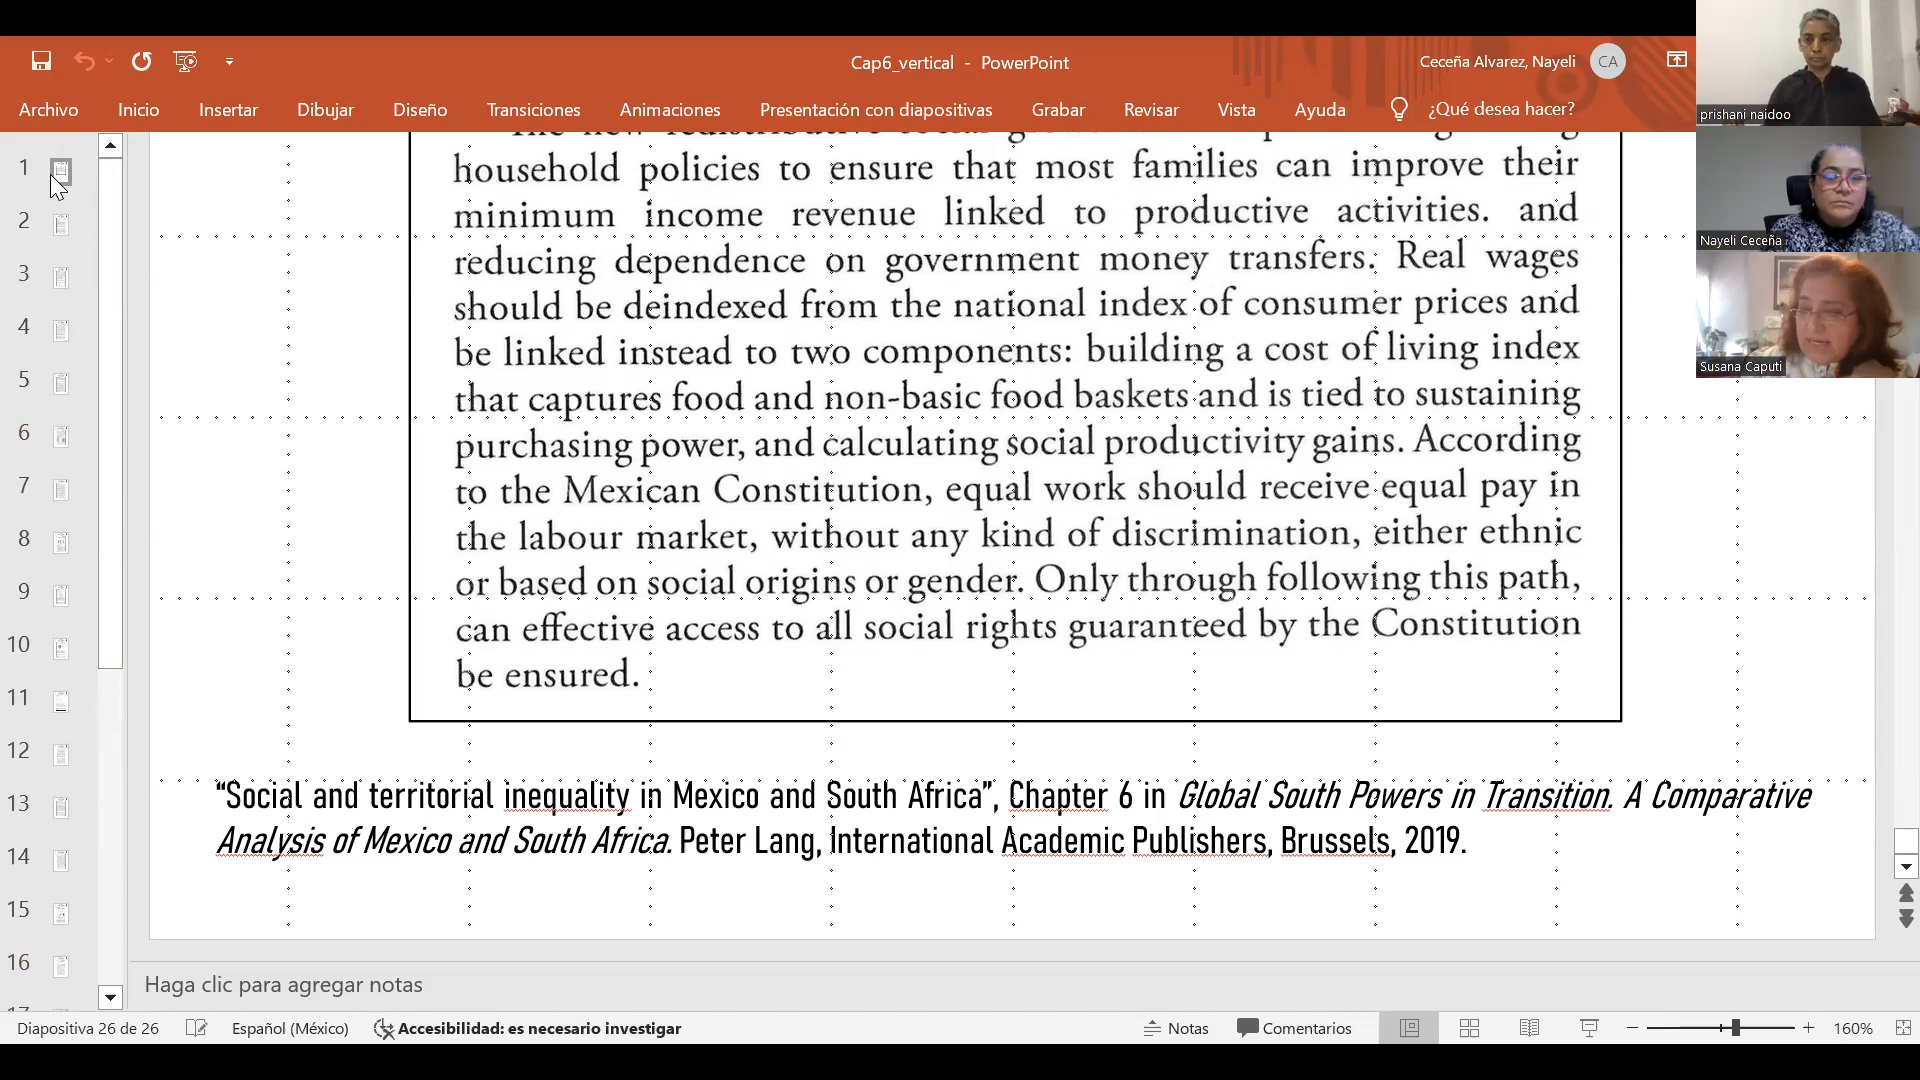 Cap6_vertical - PowerPoint
Ceceña Alvarez, Nayeli
CA
Archivo
Inicio
Insertar
Dibujar
Diseño
Transiciones
Animaciones
Presentación con diapositivas
Grabar
Revisar
Vista
Ayuda
¿Qué desea hacer?
prishani naidoo
Nayeli Ceceña
Susana Caputi
1
2
3
4
5
6
7
8
9
10
11
12
13
14
15
16
household policies to ensure that most families can improve their
minimum income revenue linked to productive activities. and
reducing dependence on government money transfers. Real wages
should be deindexed from the national index of consumer prices and
be linked instead to two components: building a cost of living index
that captures food and non-basic food baskets and is tied to sustaining
purchasing power, and calculating social productivity gains. According
to the Mexican Constitution, equal work should receive equal pay in
the labour market, without any kind of discrimination, either ethnic
or based on social origins or gender. Only through following this path,
can effective access to all social rights guaranteed by the Constitution
be ensured.
“Social and territorial inequality in Mexico and South Africa”, Chapter 6 in Global South Powers in Transition. A Comparative
Analysis of Mexico and South Africa. Peter Lang, International Academic Publishers, Brussels, 2019.
Haga clic para agregar notas
Diapositiva 26 de 26
Español (México)
Accesibilidad: es necesario investigar
Notas
Comentarios
160%